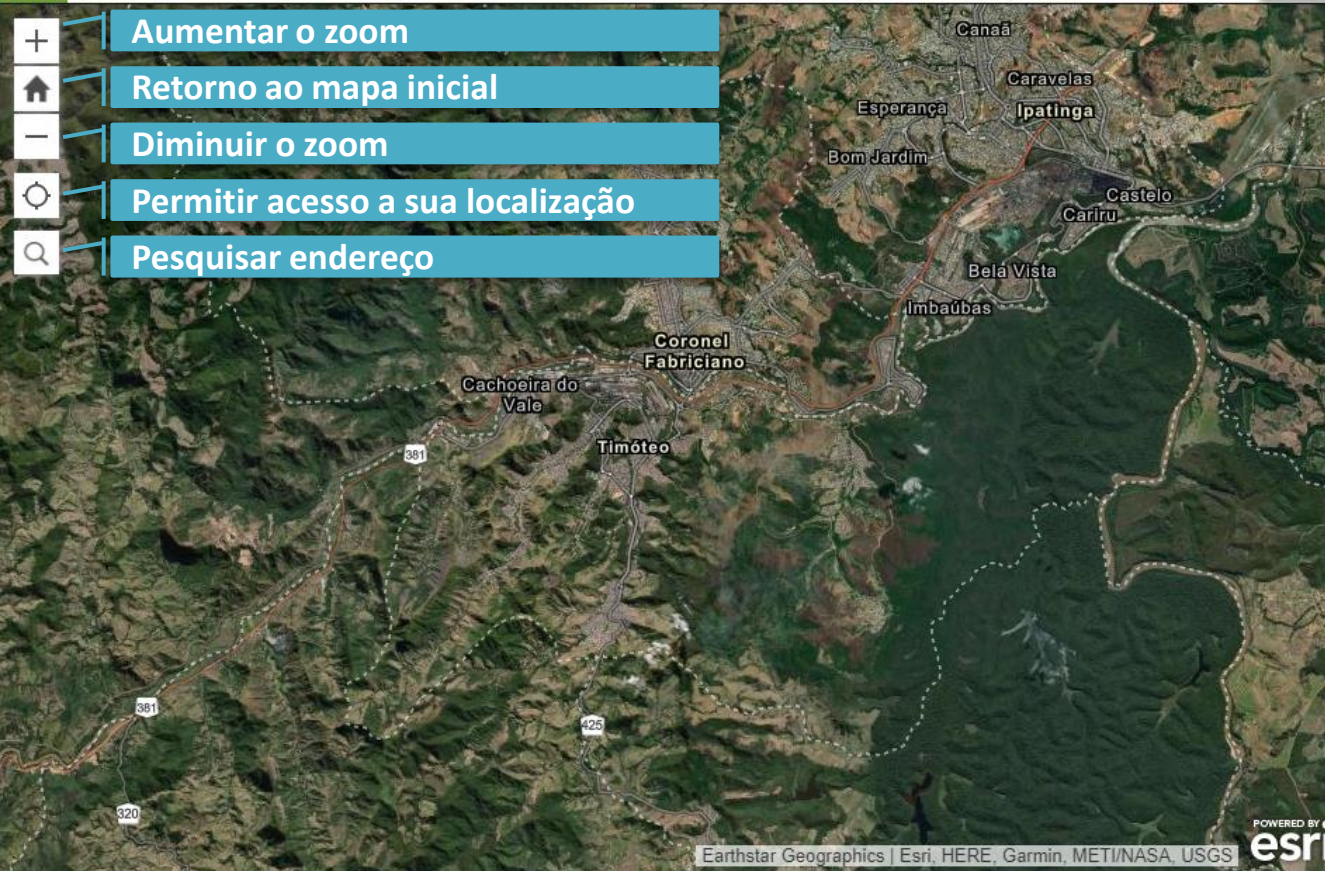 Aumentar o zoom
Retorno ao mapa inicial
Diminuir o zoom
Permitir acesso a sua localização
Pesquisar endereço
Canaã
Caravelas
Esperança
Ipatinga
Bom Jardim
Castelo
Cariru
Bela Vista
Imbaúbas
Coronel
Fabriciano
Cachoeira do
Vale
Timóteo
381
381
425
320
POWERED BY
esri
Earthstar Geographics | Esri, HERE, Garmin, METI/NASA, USGS